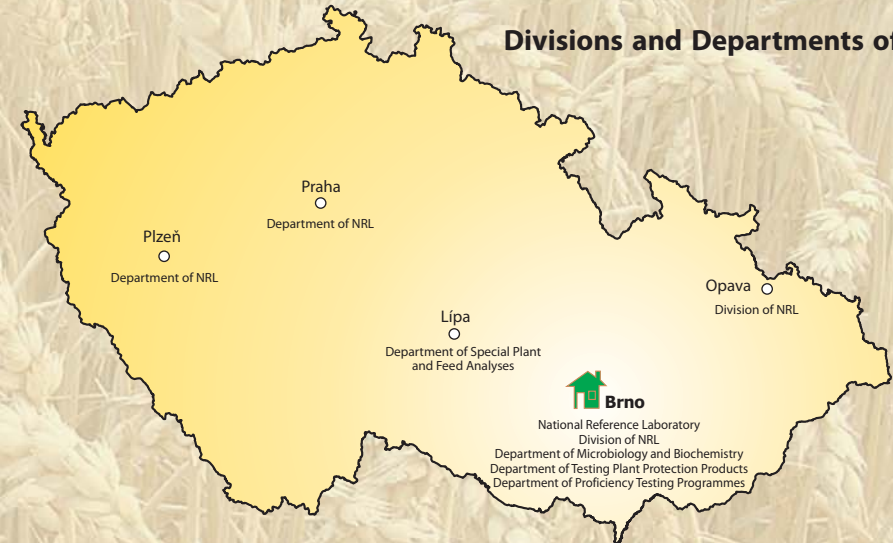 Divisions and Departments of
Praha
Department of NRL
Plzeň
Department of NRL
Opava
Division of NRL
Lípa
Department of Special Plant
and Feed Analyses
Brno
National Reference Laboratory
Division of NRL
Department of Microbiology and Biochemistry
Department of Testing Plant Protection Products
Department of Proficiency Testing Programmes